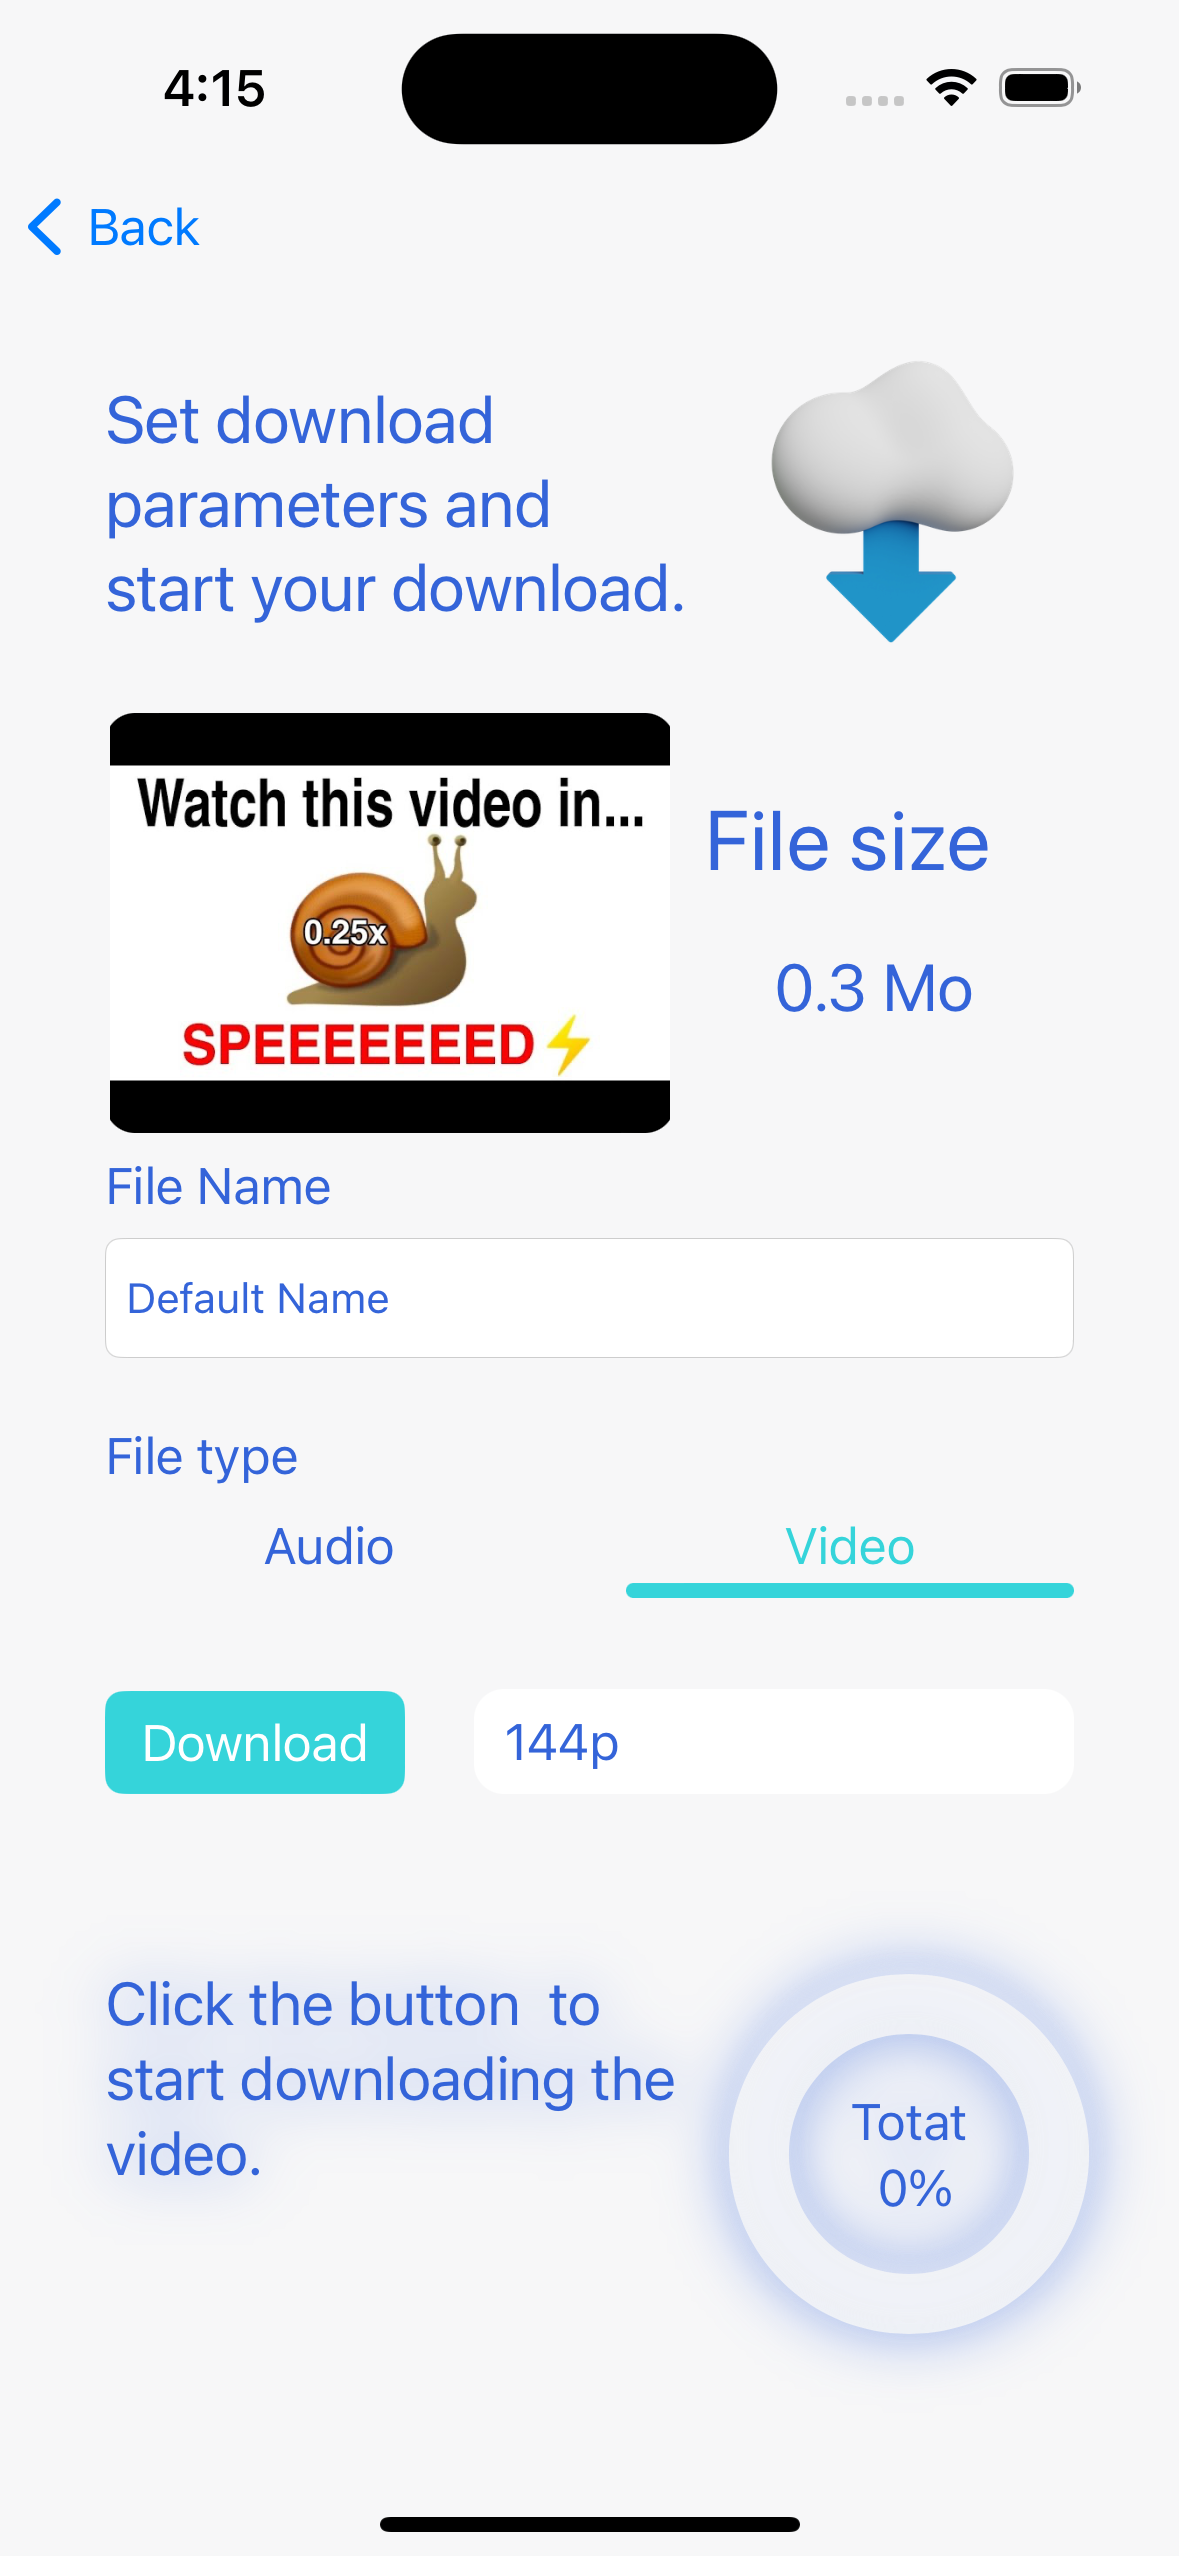 4:15
Back
Set download
parameters and
start your download.
Watch this video in...
0.25x
SPEEEEEEED⚡
File size
0.3 Mo
File Name
Default Name
File type
Audio
Video
Download
144p
Click the button  to
start downloading the
video.
Totat
0%